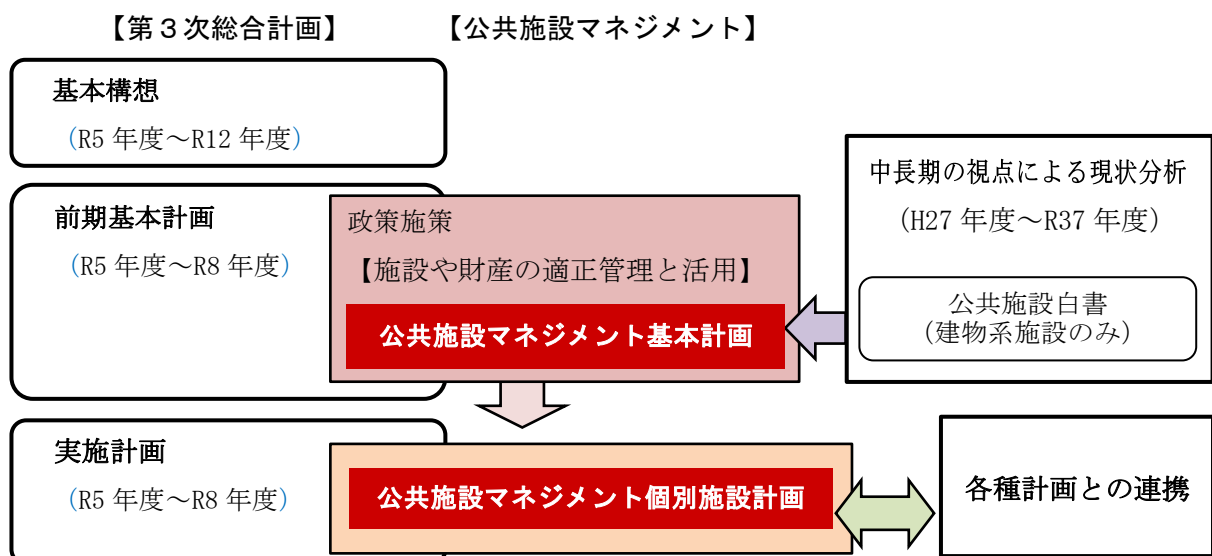 【第３次総合計画】
【公共施設マネジメント】
基本構想
（R5 年度～R12 年度）
前期基本計画
（R5 年度～R8 年度）
政策施策
【施設や財産の適正管理と活用】
公共施設マネジメント基本計画
中長期の視点による現状分析
（H27 年度～R37 年度）
公共施設白書
（建物系施設のみ）
実施計画
（R5 年度～R8 年度）
公共施設マネジメント個別施設計画
各種計画との連携